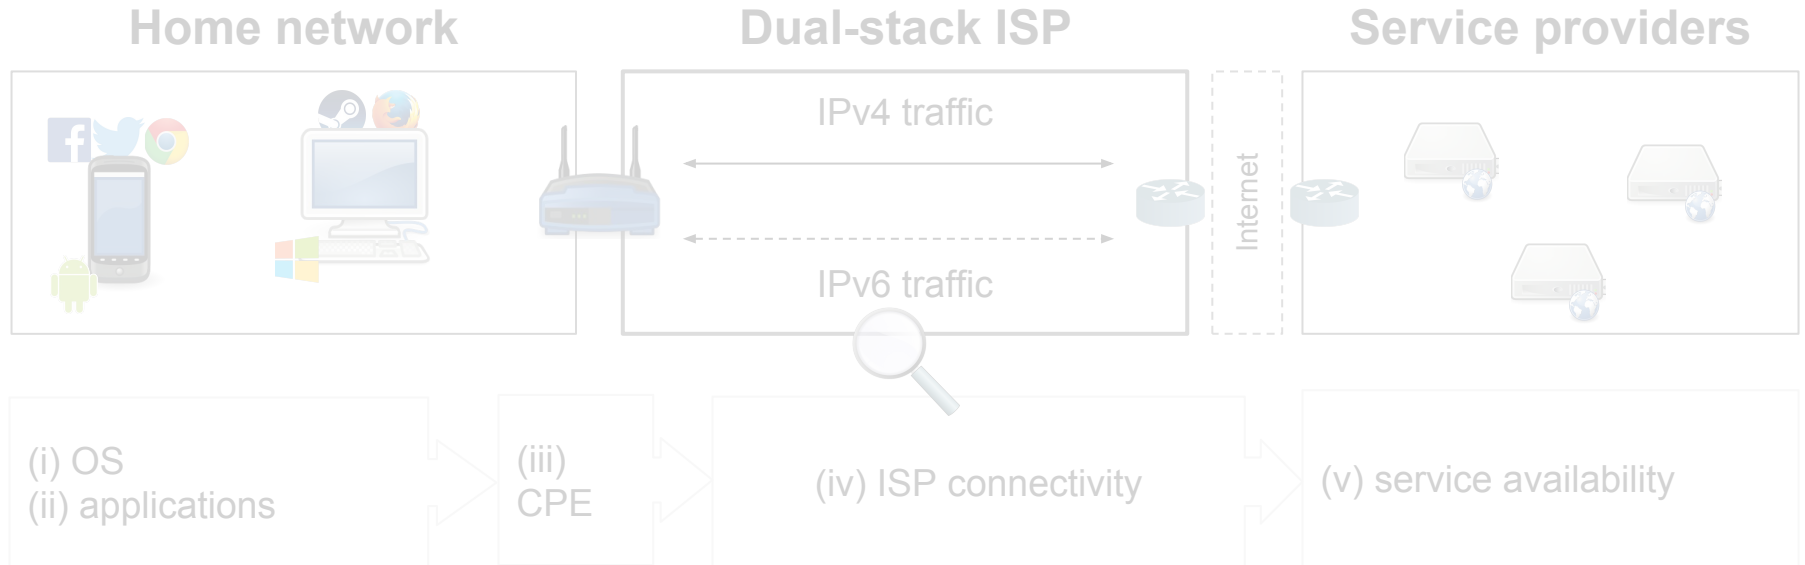 Home network
Dual-stack ISP
Service providers
IPv4 traffic
Internet
IPv6 traffic
(i) OS
(ii) applications
(iii)
CPE
(iv) ISP connectivity
(v) service availability